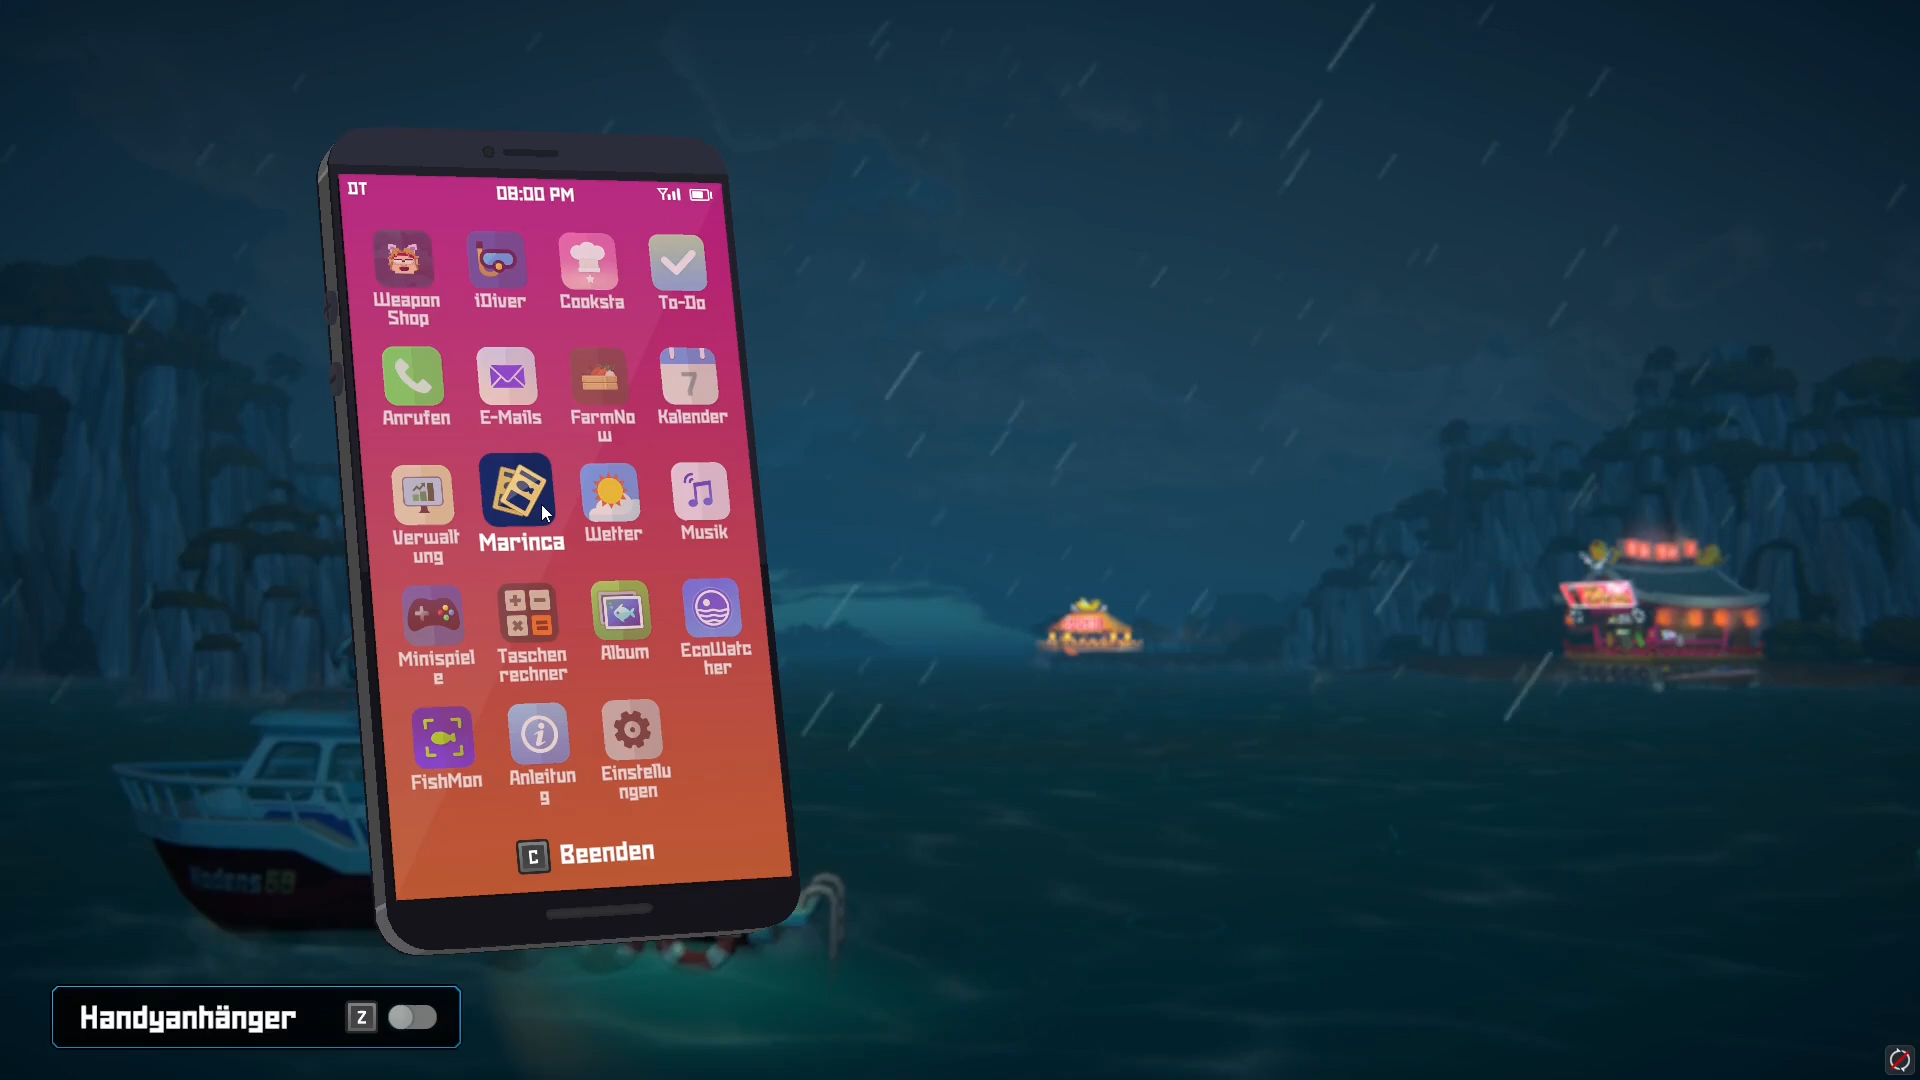 DT 08:00 PM
Weapon Shop
iDiver
Cooksta
To-Do
Anrufen
E-Mails
FarmNo
w
7
Kalender
Verwalt
ung
Marinca
Wetter
Musik
Minispiel
e
Taschen
rechner
Album
EcoWatc
her
FishMon
Anleitun
g
Einstellu
ngen
C Beenden
Handyanhänger Z